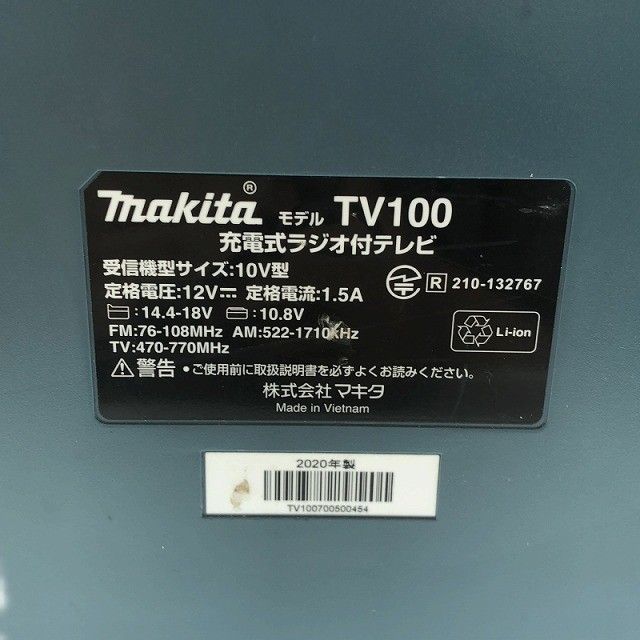 makita® モデル TV100
充電式ラジオ付テレビ
受信機型サイズ:10V型
定格電圧:12V⎓ 定格電流:1.5A
R 210-132767
:14.4-18V :10.8V
FM:76-108MHz AM:522-1710KHz
TV:470-770MHz
Li-ion
⚠警告 •ご使用前に取扱説明書を必ずよくお読みください。
株式会社マキタ
Made in Vietnam
2020年製
TV100700500454